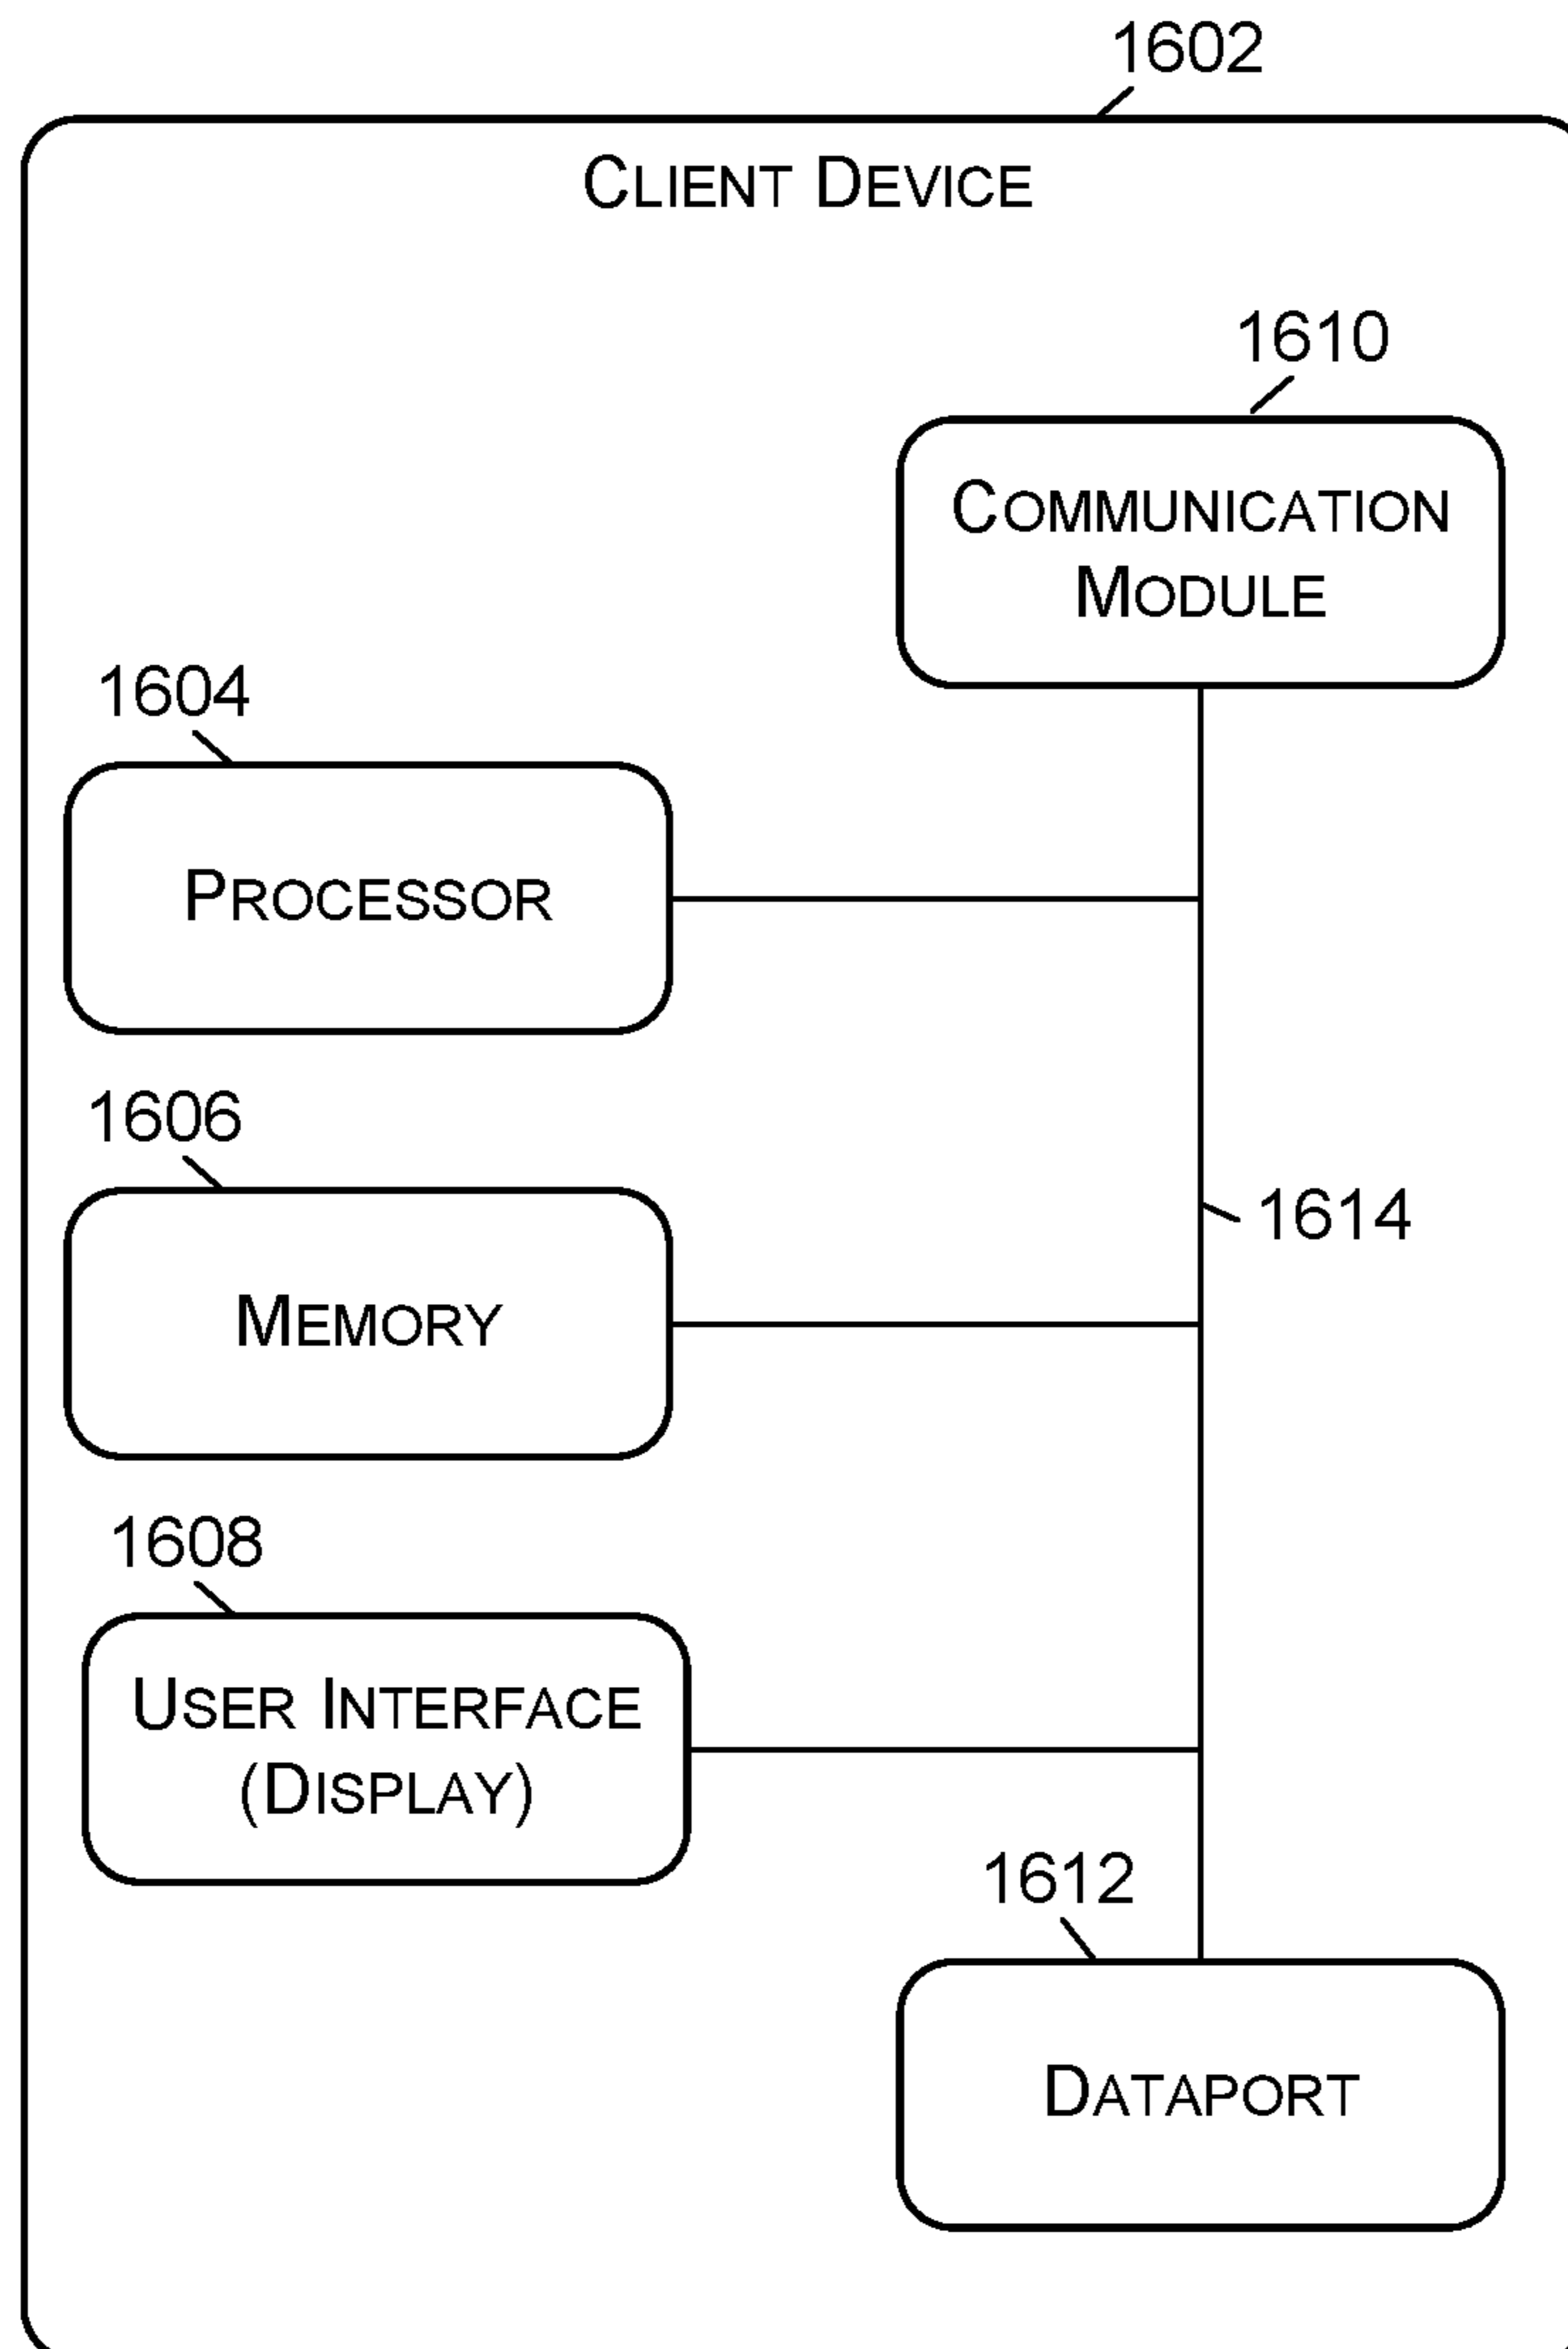 1602
CLIENT DEVICE
1610
COMMUNICATION
MODULE
1604
PROCESSOR
1606
1614
MEMORY
1608
USER INTERFACE
(DISPLAY)
1612
DATAPORT